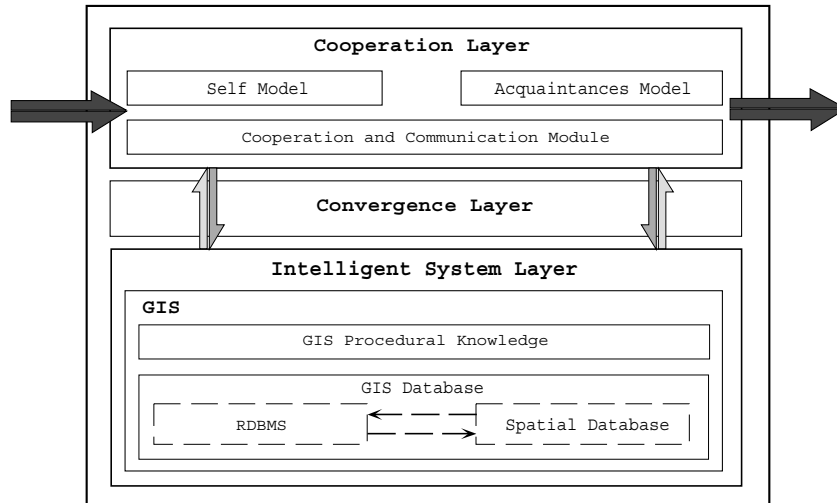 Cooperation Layer
Self Model
Acquaintances Model
Cooperation and Communication Module
Convergence Layer
Intelligent System Layer
GIS
GIS Procedural Knowledge
GIS Database
RDBMS
Spatial Database